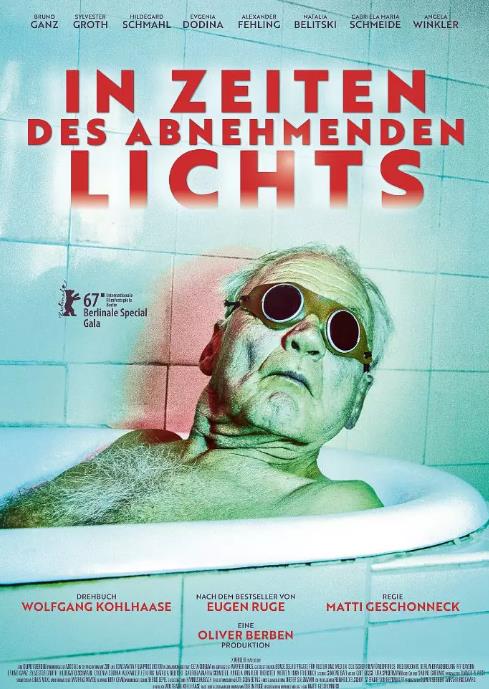 BRUNO GANZ
SYLVESTER GROTH
HILDEGARD SCHMAHL
EVGENIA DODINA
ALEXANDER FEHLING
NATALIA BELITSKI
GABRIELA MARIA SCHMEIDE
ANGELA WINKLER
IN ZEITEN
DES ABNEHMENDEN
LICHTS
67
Internationale
Filmfestspiele
Berlin
Berlinale Special
Gala
DREHBUCH
WOLFGANG KOHLHAASE
NACH DEM BESTSELLER VON
EUGEN RUGE
REGIE
MATTI GESCHONNECK
EINE
OLIVER BERBEN
PRODUKTION